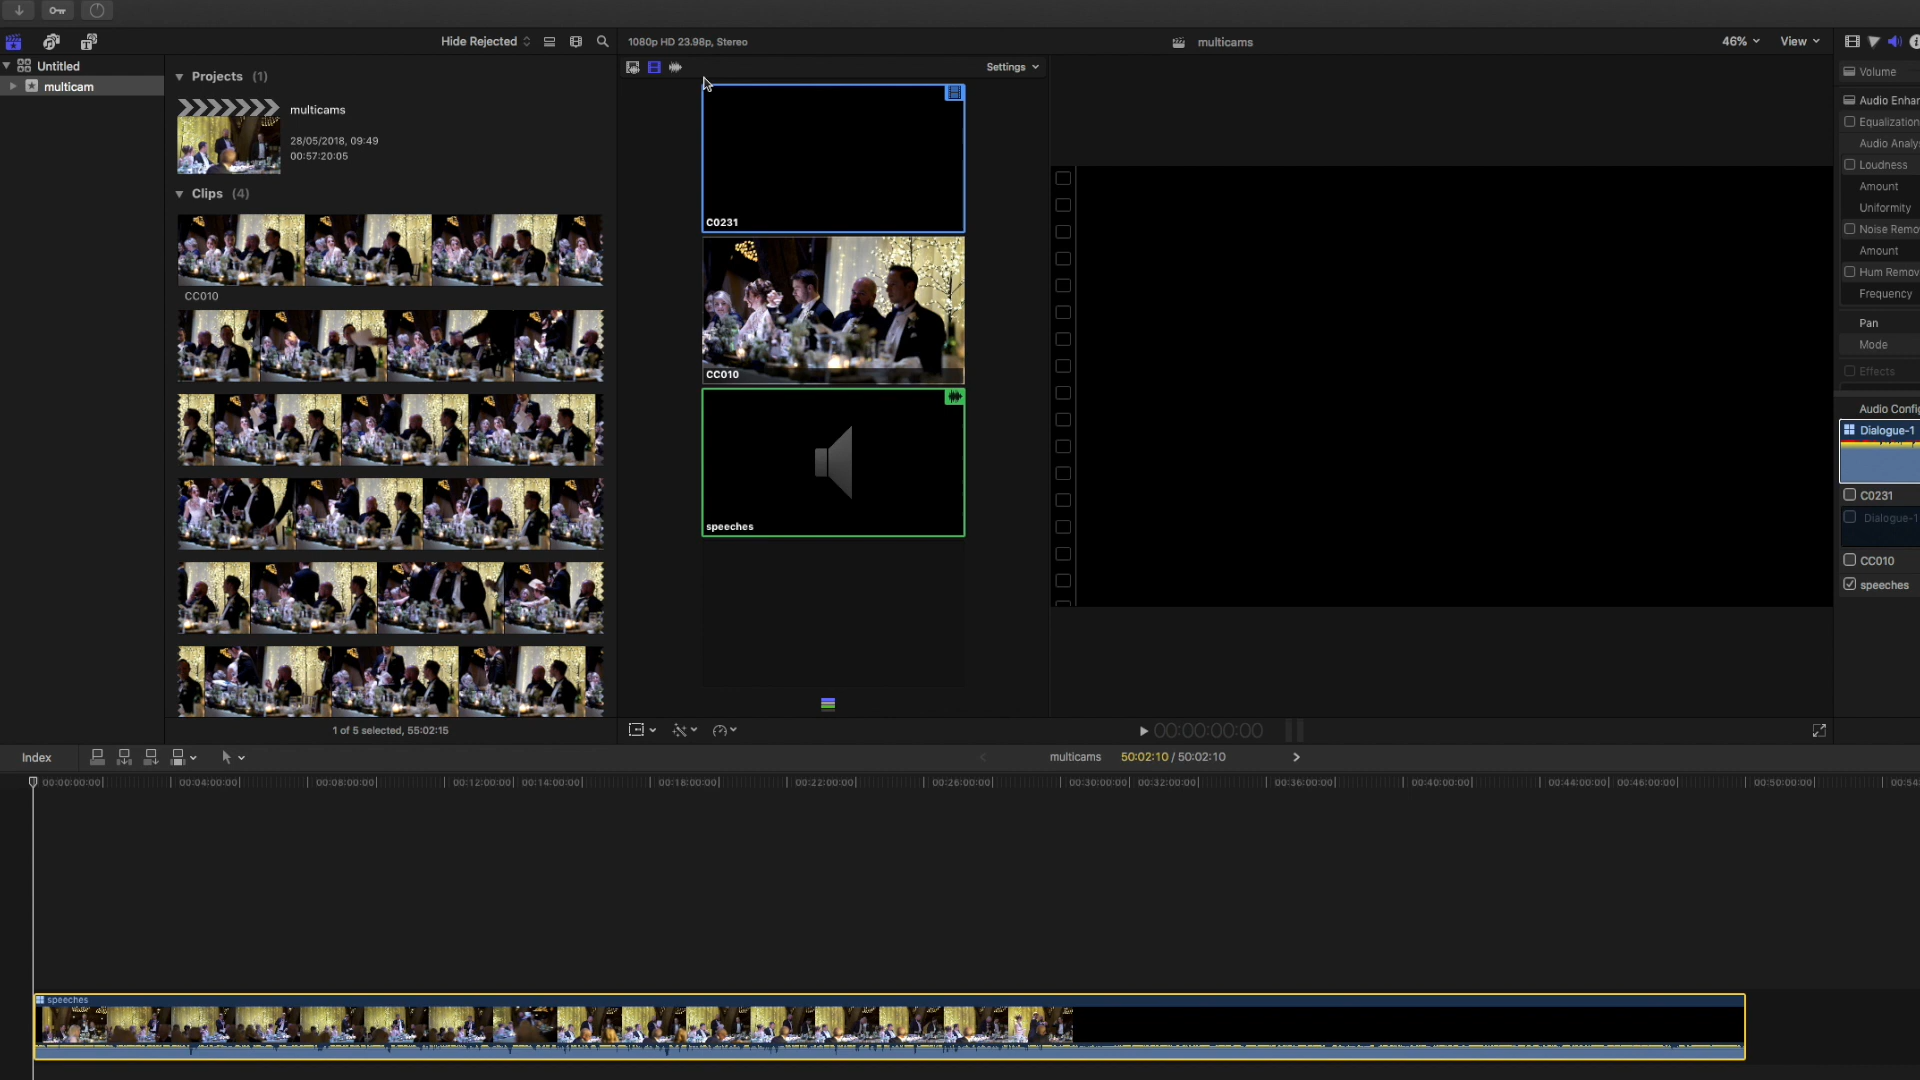 Hide Rejected
1080p HD 23.98p, Stereo
multicams
46%
View
Untitled
multicam
Projects (1)
multicams
28/05/2018, 09:49
00:57:20:05
Clips (4)
CC010
1 of 5 selected, 55:02:15
Settings
C0231
CC010
speeches
00:00:00:00
Volume
Audio Enhan
Equalization
Audio Analys
Loudness
Amount
Uniformity
Noise Remov
Amount
Hum Remov
Frequency
Pan
Mode
Effects
Audio Config
Dialogue-1
C0231
Dialogue-1
CC010
speeches
Index
multicams
50:02:10 / 50:02:10
00:00:00:00
00:04:00:00
00:08:00:00
00:12:00:00
00:14:00:00
00:18:00:00
00:22:00:00
00:26:00:00
00:30:00:00
00:32:00:00
00:36:00:00
00:40:00:00
00:44:00:00
00:46:00:00
00:50:00:00
00:54:
speeches